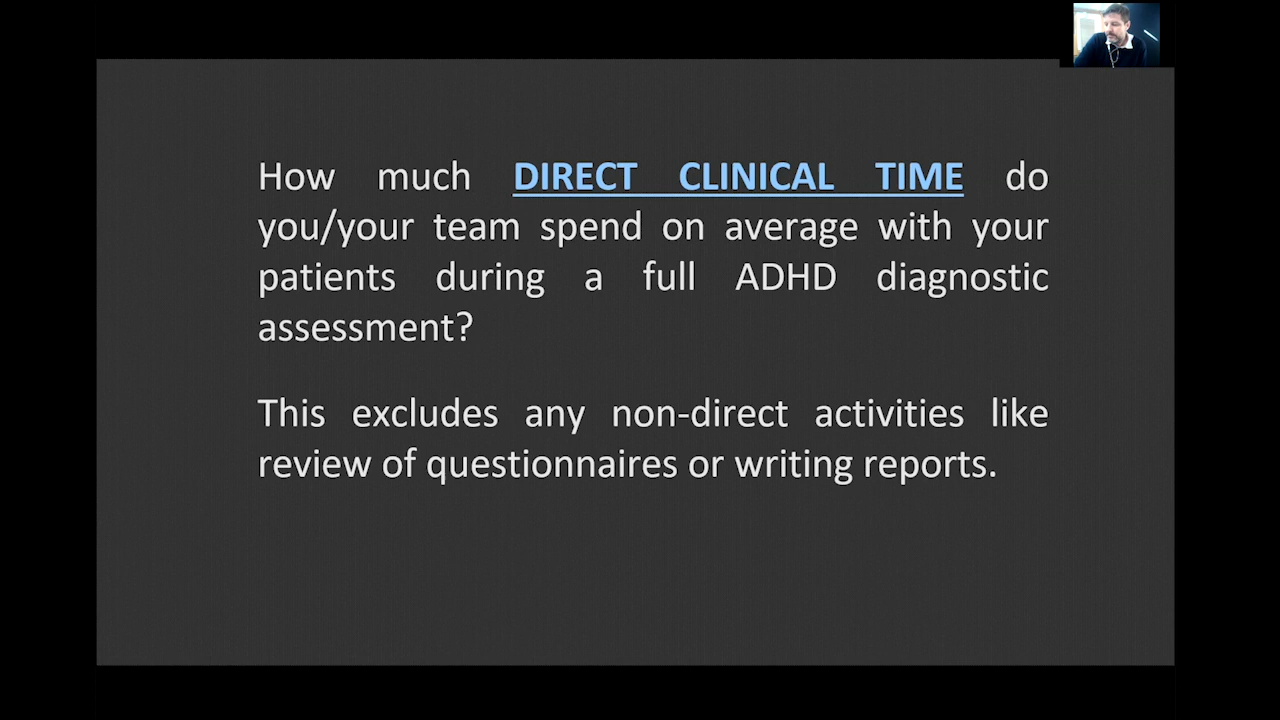 How much DIRECT CLINICAL TIME do
you/your team spend on average with your
patients during a full ADHD diagnostic
assessment?
This excludes any non-direct activities like
review of questionnaires or writing reports.